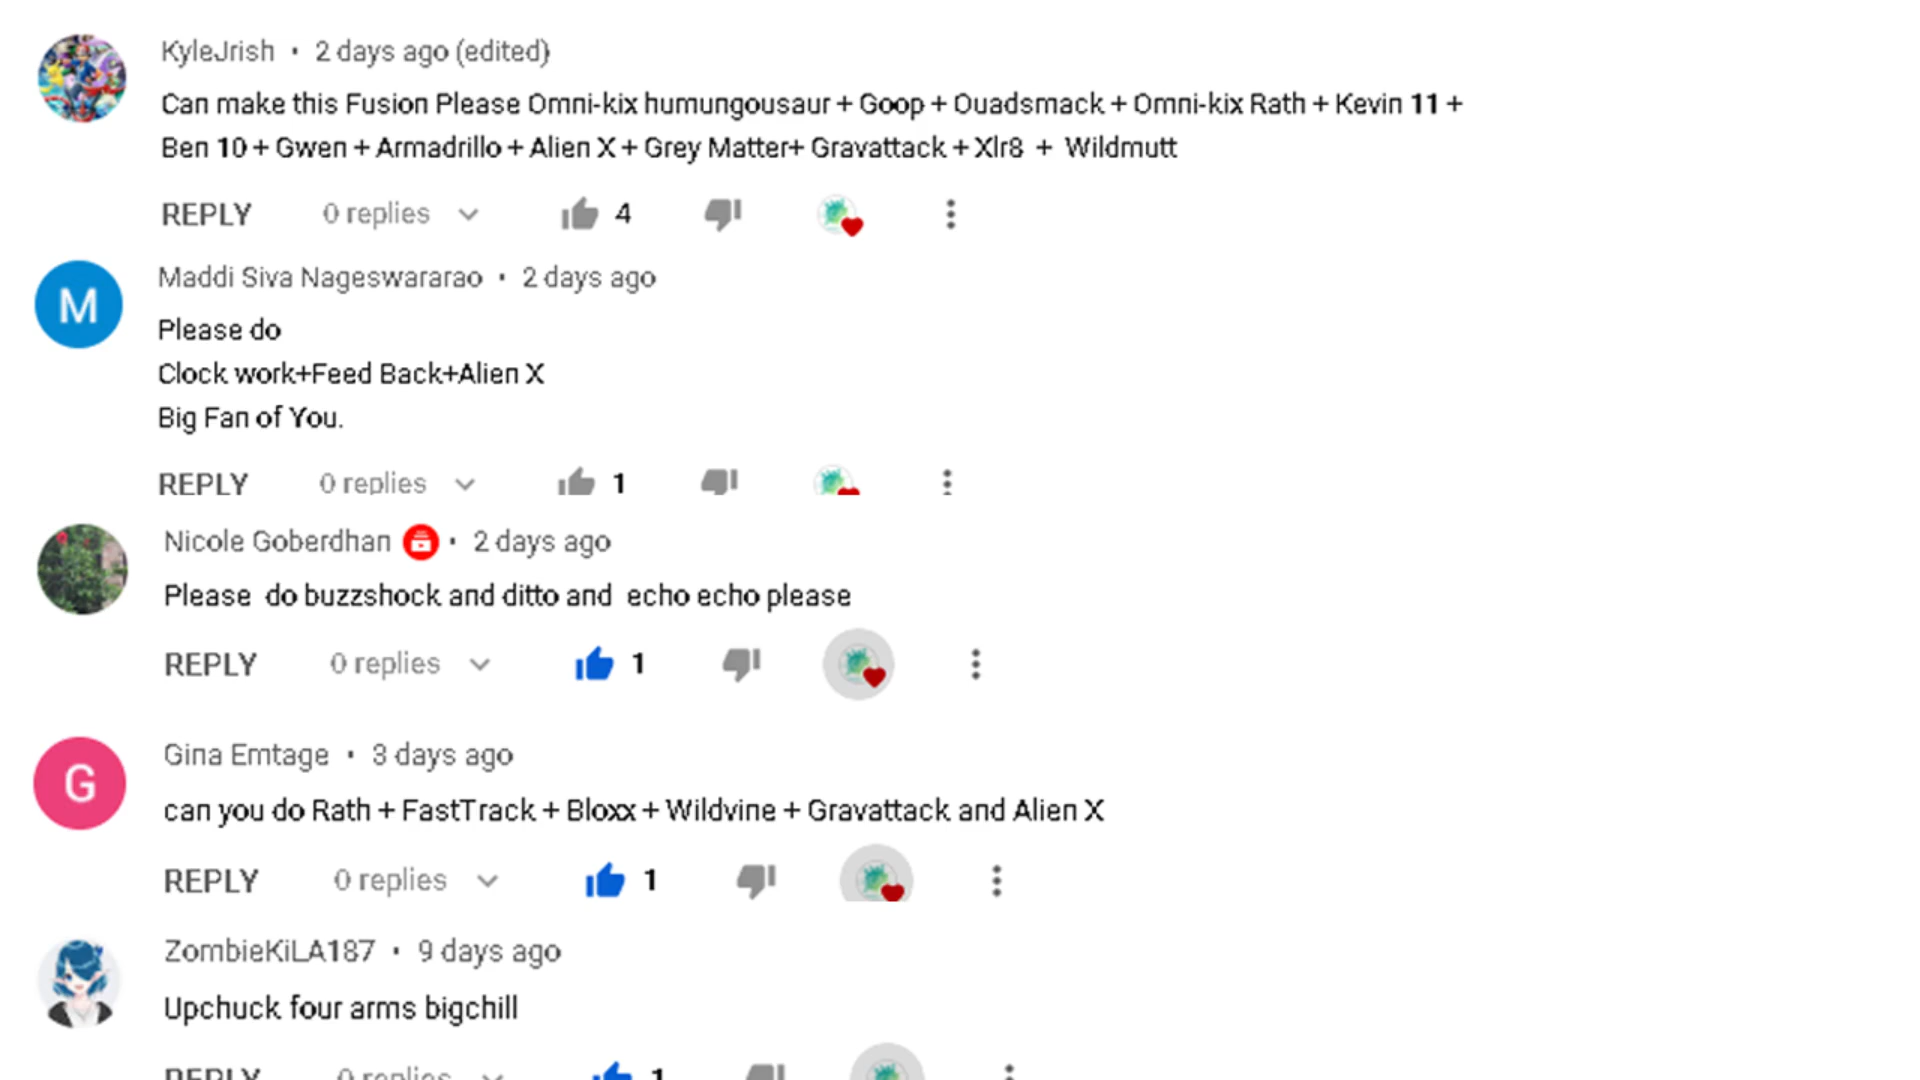 KyleJrish • 2 days ago (edited)
Can make this Fusion Please Omni-kix humungousaur + Goop + Ouadsmack + Omni-kix Rath + Kevin 11 +
Ben 10 + Gwen + Armadrillo + Alien X + Grey Matter+ Gravattack + Xlr8 + Wildmutt
REPLY 0 replies 4
M
Maddi Siva Nageswararao • 2 days ago
Please do
Clock work+Feed Back+Alien X
Big Fan of You.
REPLY 0 replies 1
Nicole Goberdhan • 2 days ago
Please do buzzshock and ditto and echo echo please
REPLY 0 replies 1
G
Gina Emtage • 3 days ago
can you do Rath + FastTrack + Bloxx + Wildvine + Gravattack and Alien X
REPLY 0 replies 1
ZombieKiLA187 • 9 days ago
Upchuck four arms bigchill
REPLY 0 replies 1